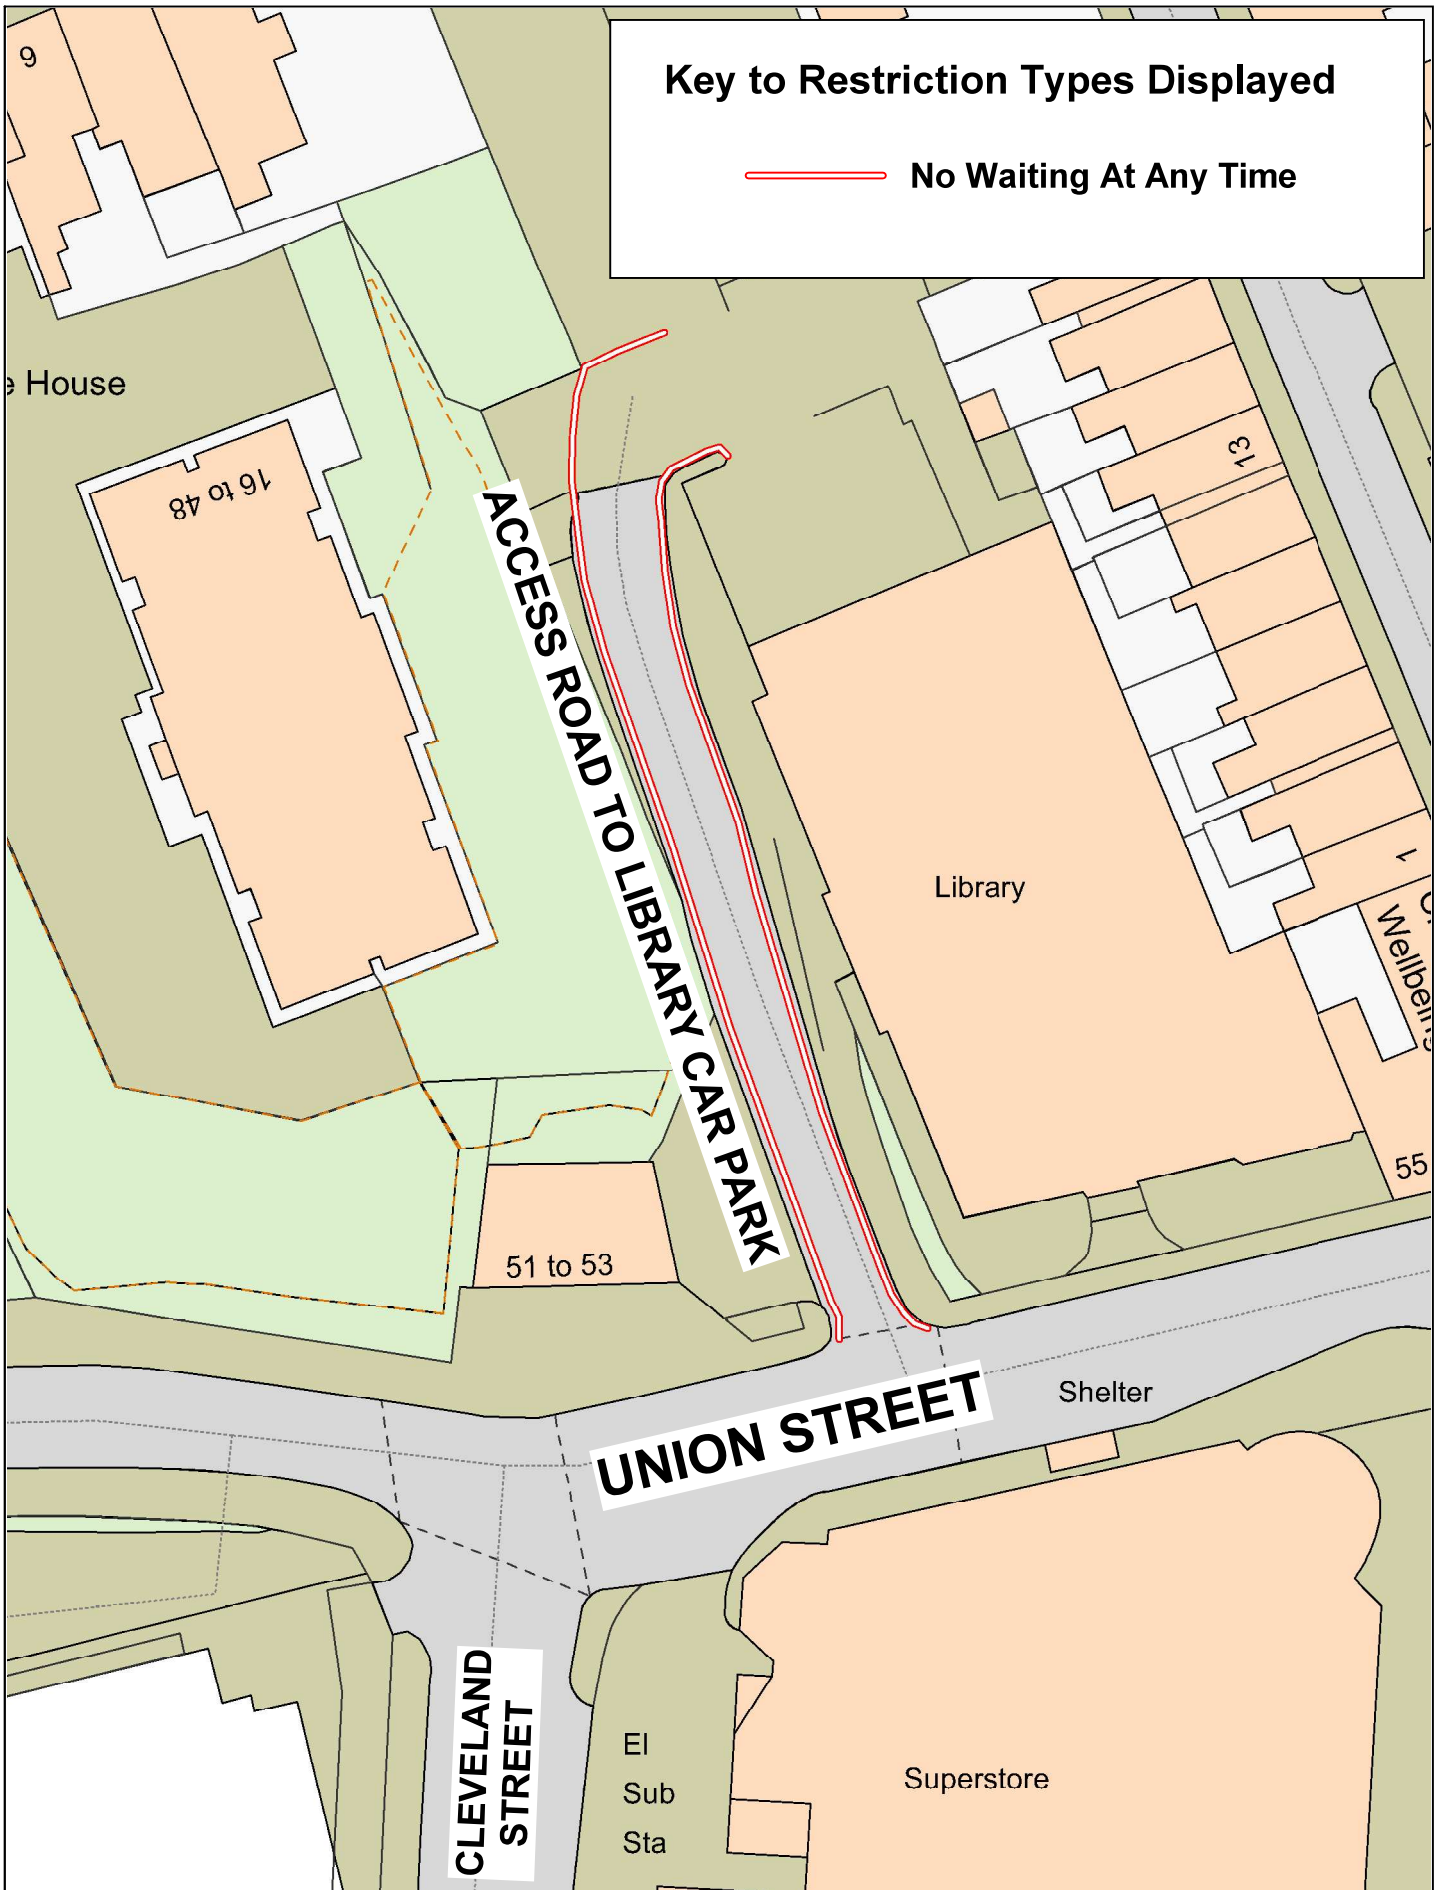 Key to Restriction Types Displayed
No Waiting At Any Time
9
House
16 to 48
13
ACCESS ROAD TO LIBRARY CAR PARK
Library
1
Wellbeing
55
51 to 53
UNION STREET
Shelter
CLEVELAND
STREET
El
Sub
Sta
Superstore